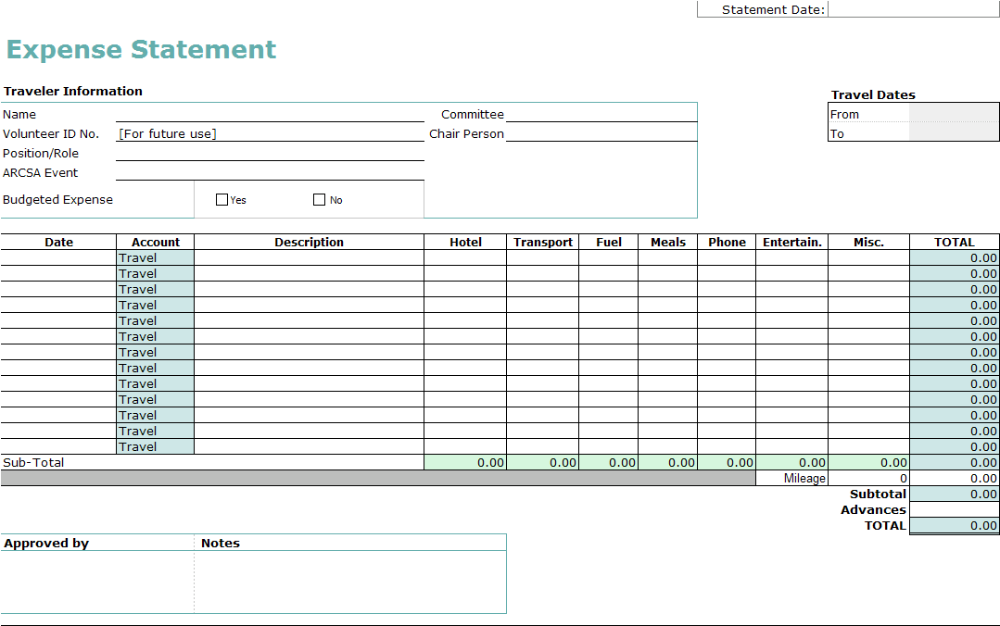 Statement Date:
Expense Statement
Traveler Information
Travel Dates
Name Committee
From
Volunteer ID No. [For future use] Chair Person
To
Position/Role
ARCSA Event
Budgeted Expense Yes No
Date Account Description Hotel Transport Fuel Meals Phone Entertain. Misc. TOTAL
Travel 0.00
Travel 0.00
Travel 0.00
Travel 0.00
Travel 0.00
Travel 0.00
Travel 0.00
Travel 0.00
Travel 0.00
Travel 0.00
Travel 0.00
Travel 0.00
Travel 0.00
Sub-Total 0.00 0.00 0.00 0.00 0.00 0.00 0.00 0.00
Mileage 0 0.00
Subtotal 0.00
Advances
TOTAL 0.00
Approved by Notes